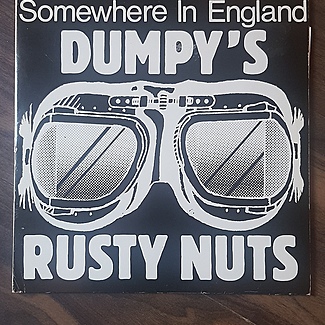 Somewhere In England
DUMPY'S
RUSTY NUTS